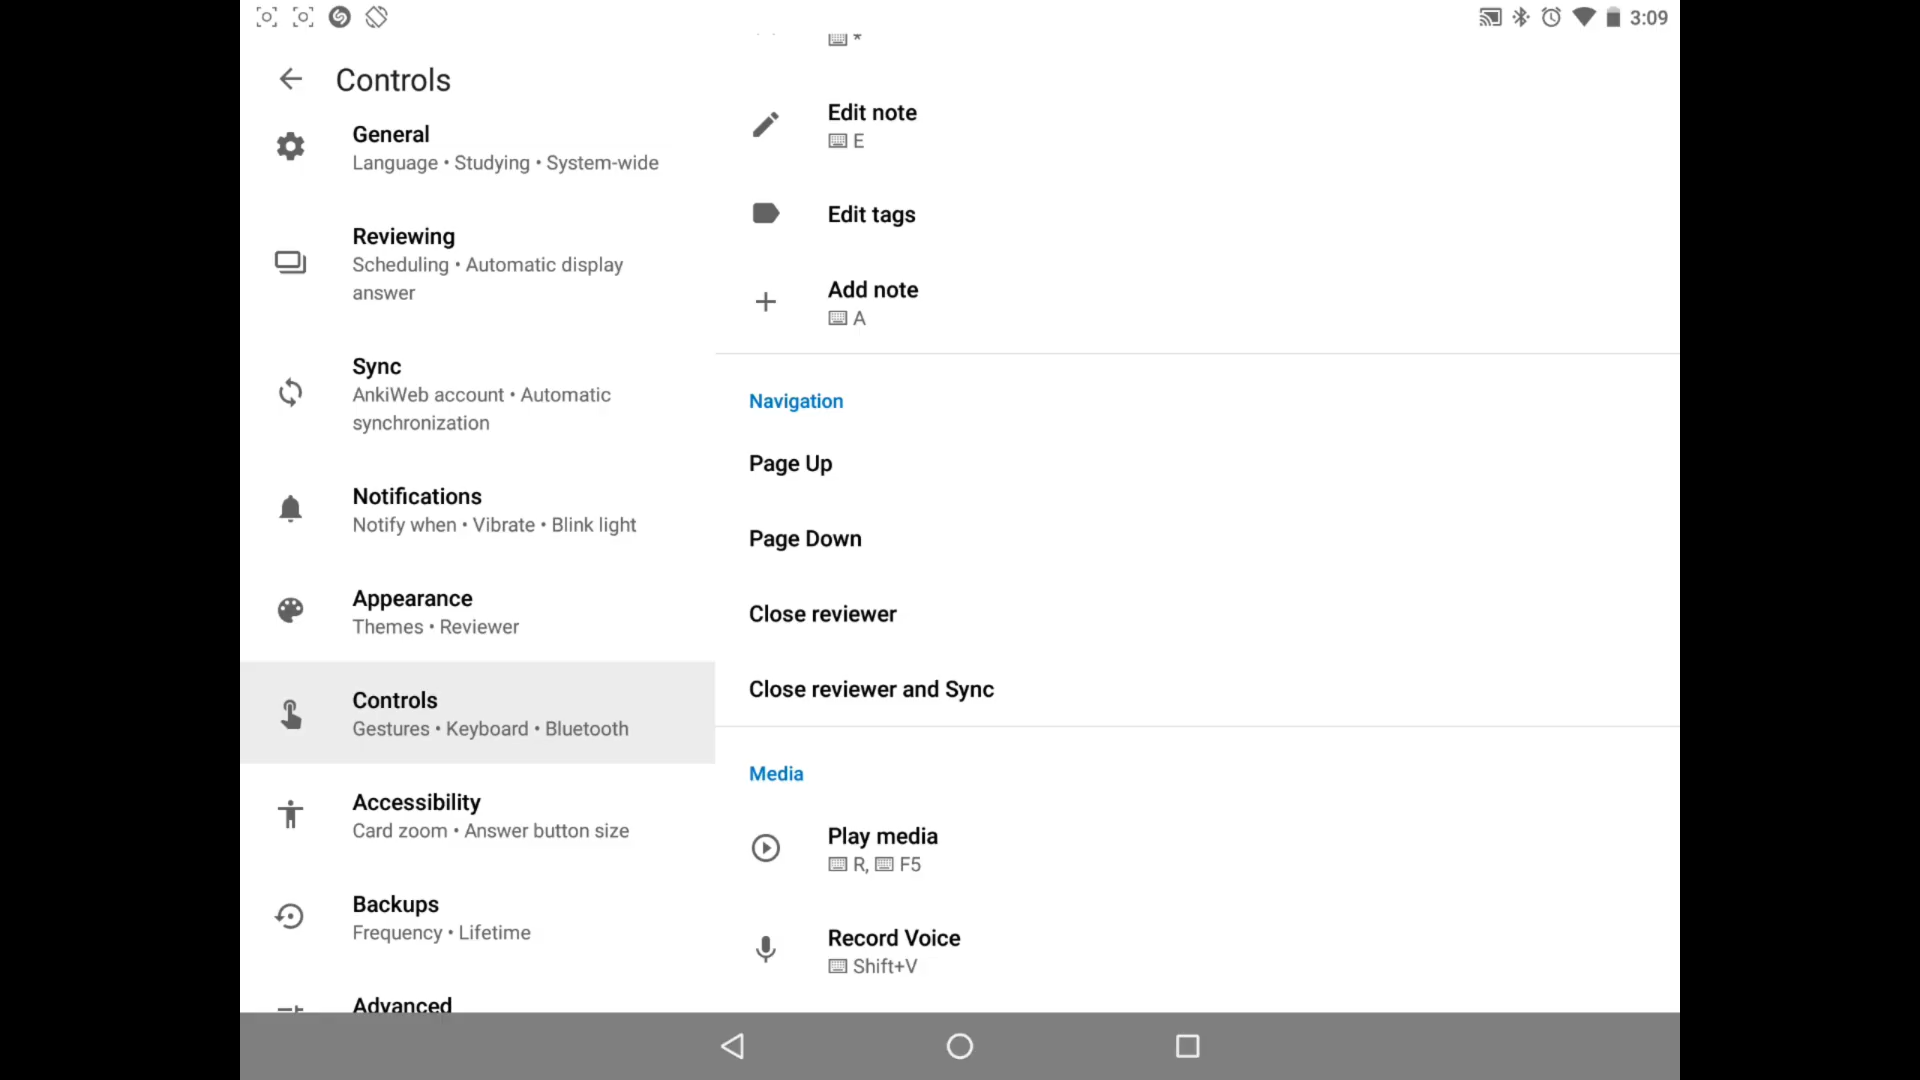 3:09
Controls
General
Language • Studying • System-wide
Reviewing
Scheduling • Automatic display
answer
Sync
AnkiWeb account • Automatic
synchronization
Notifications
Notify when • Vibrate • Blink light
Appearance
Themes • Reviewer
Controls
Gestures • Keyboard • Bluetooth
Accessibility
Card zoom • Answer button size
Backups
Frequency • Lifetime
Advanced
*
Edit note
E
Edit tags
Add note
A
Navigation
Page Up
Page Down
Close reviewer
Close reviewer and Sync
Media
Play media
R, F5
Record Voice
Shift+V